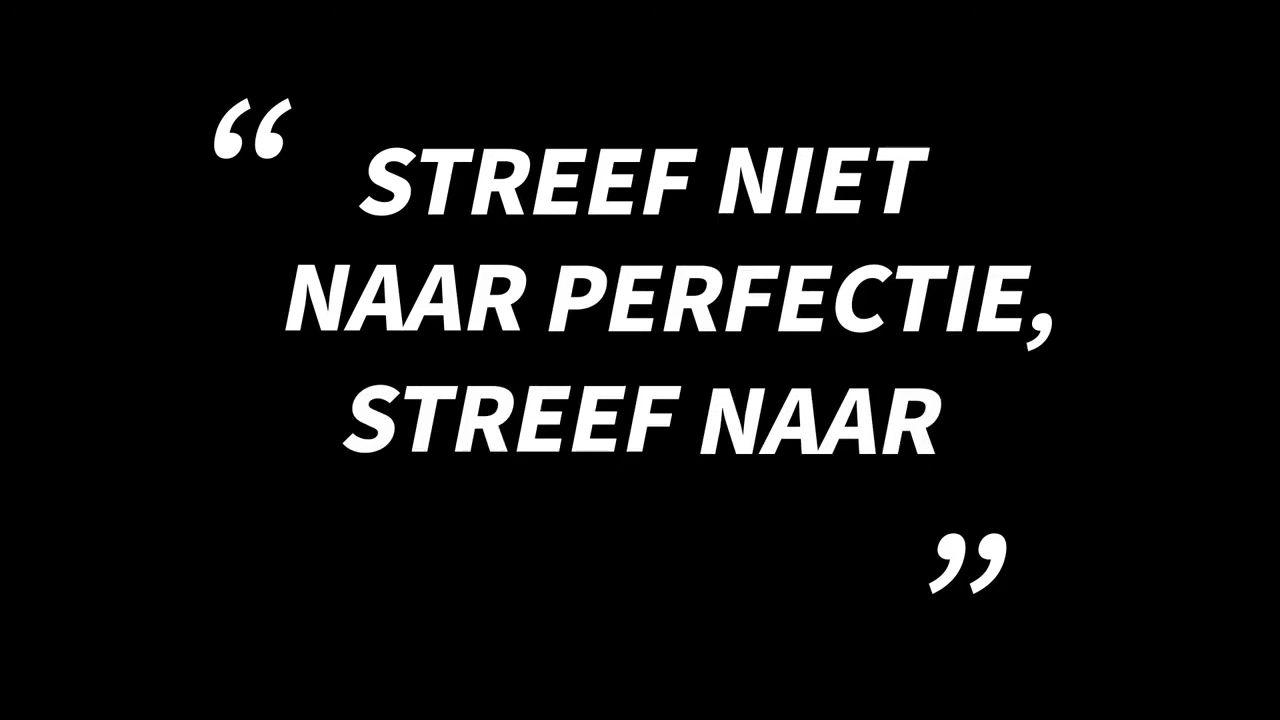 “ STREEF NIET
NAAR PERFECTIE,
STREEF NAAR
”